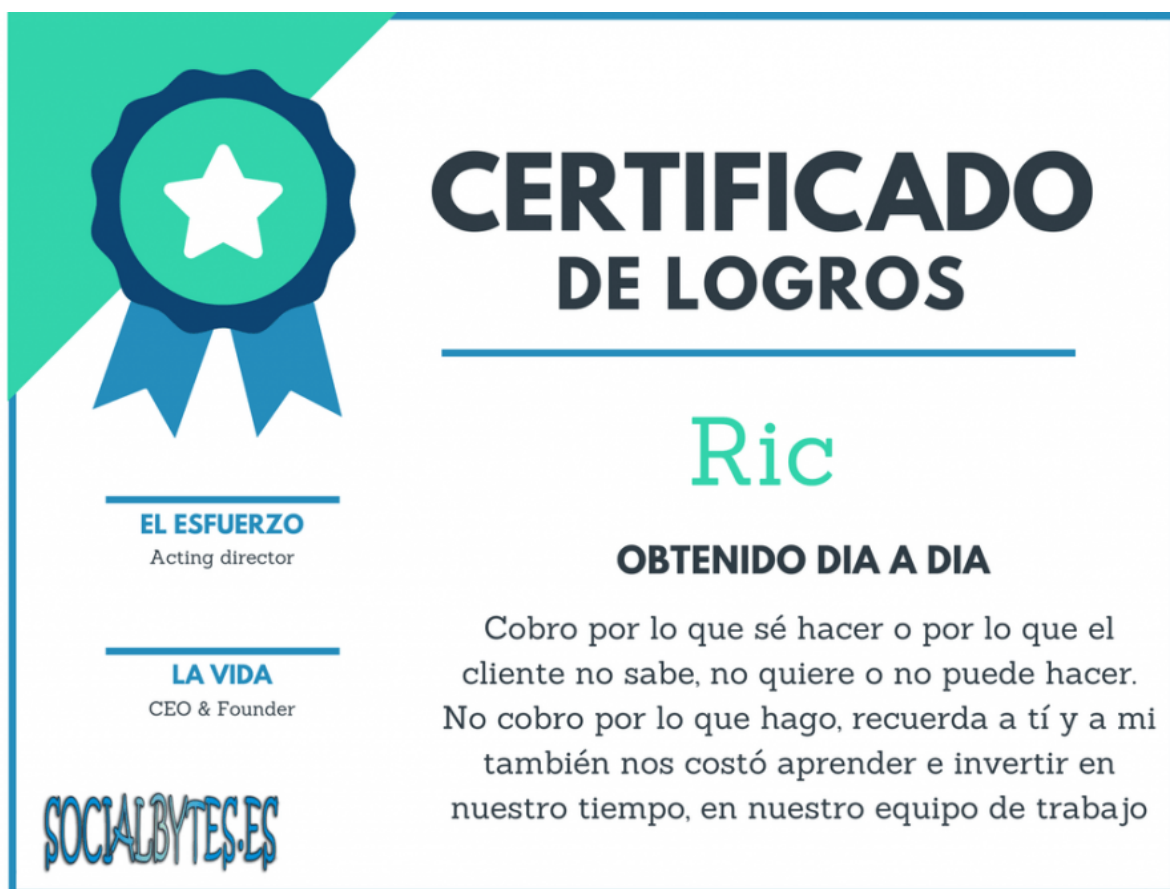 CERTIFICADO
DE LOGROS
Ric
OBTENIDO DIA A DIA
Cobro por lo que sé hacer o por lo que el
cliente no sabe, no quiere o no puede hacer.
No cobro por lo que hago, recuerda a tí y a mi
también nos costó aprender e invertir en
nuestro tiempo, en nuestro equipo de trabajo
EL ESFUERZO
Acting director
LA VIDA
CEO & Founder
SOCIALBYTES.ES